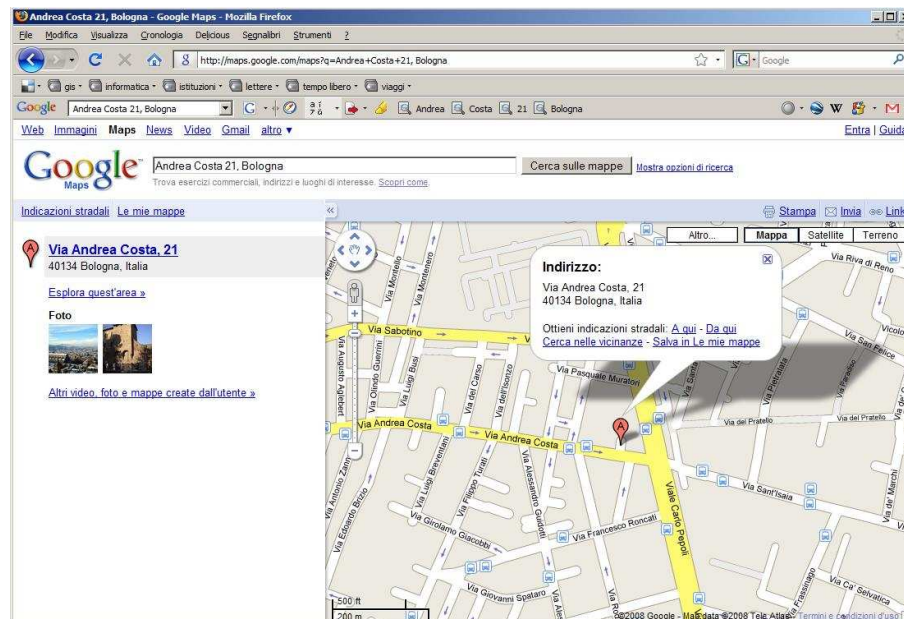 Andrea Costa 21, Bologna - Google Maps - Mozilla Firefox
File Modifica Visualizza Cronologia Delicious Segnalibri Strumenti ?
http://maps.google.com/maps?q=Andrea+Costa+21, Bologna
G Google
gis informatica istituzioni lettere tempo libero viaggi
Google Andrea Costa 21, Bologna G Andrea Costa 21 Bologna W M
Web Immagini Maps News Video Gmail altro ▼
Entra | Guida
Google Maps
Andrea Costa 21, Bologna
Cerca sulle mappe
Mostra opzioni di ricerca
Trova esercizi commerciali, indirizzi e luoghi di interesse. Scopri come.
Indicazioni stradali Le mie mappe
«
Stampa Invia Link
A
Via Andrea Costa, 21
40134 Bologna, Italia
Esplora quest'area »
Foto
Altri video, foto e mappe create dall'utente »
Altro... Mappa Satellite Terreno
Indirizzo:
Via Andrea Costa, 21
40134 Bologna, Italia
Ottieni indicazioni stradali: A qui - Da qui
Cerca nelle vicinanze - Salva in Le mie mappe
Via Riva di Reno
Via Montello
Via Montenero
Via Sabotino
Vicolo
Via San Felice
Via Augusto Aglebert
Via Olindo Guerrini
Via Luigi Busi
Via del Carso
Via dell'Isonzo
Via Pasquale Muratori
Via Pietralata
Via Paradiso
Via del Pratello
Via del Pratello
A
Via Andrea Costa
Via Andrea Costa
Via Antonio Zann
Via Edoardo Brizio
Via Luigi Breventani
Via Filippo Turati
Via Alessandro Guidotti
Viale Carlo Pepoli
Via Sant'Isaia
Via de' Marchi
Via Girolamo Giacobbi
Via Francesco Roncati
Via Giovanni Spataro
Via Ales
Via Frassinago
Via Ca' Selvatica
500 ft
200 m
©2008 Google - Map data ©2008 Tele Atlas - Termini e condizioni d'uso